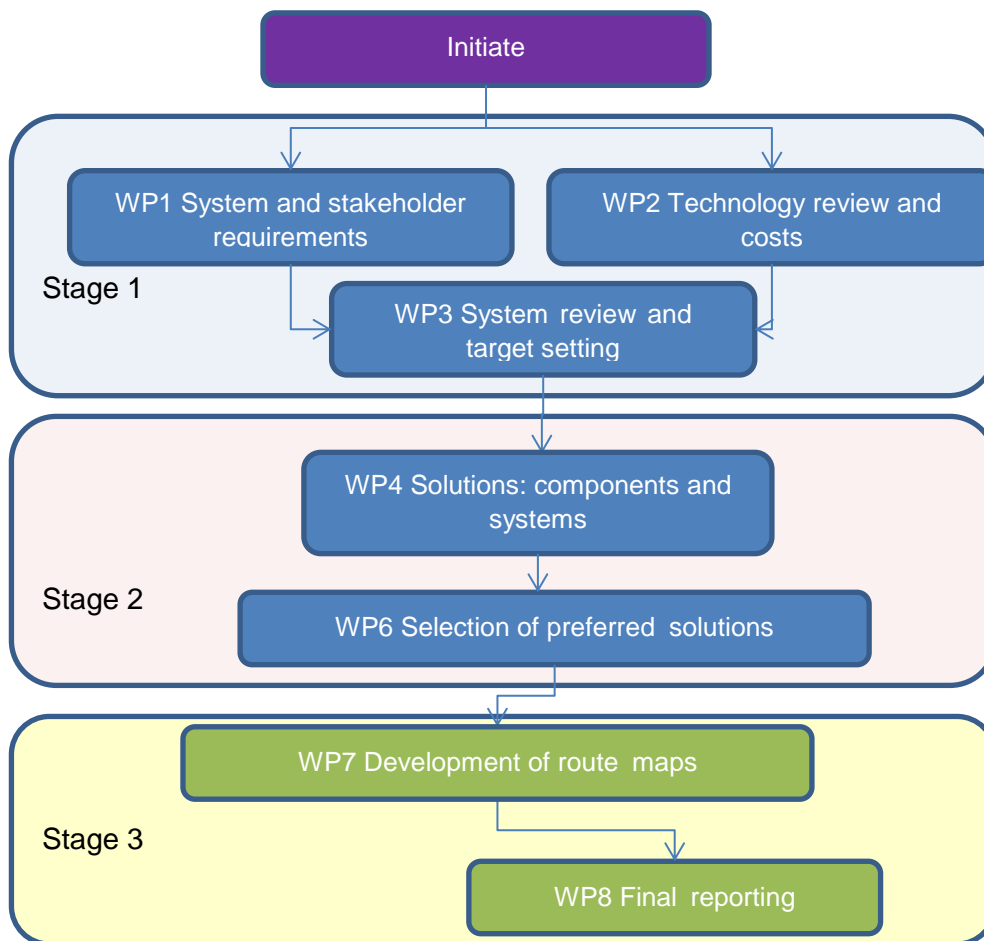 Initiate
WP1 System and stakeholder
requirements
WP2 Technology review and
costs
Stage 1
WP3 System review and
target setting
WP4 Solutions: components and
systems
Stage 2
WP6 Selection of preferred solutions
WP7 Development of route maps
Stage 3
WP8 Final reporting